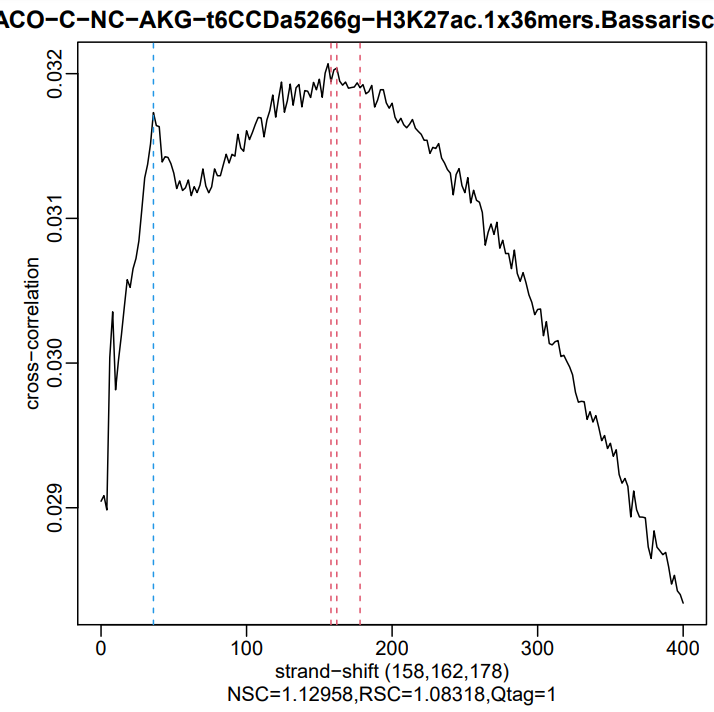 ACO−C−NC−AKG−t6CCDa5266g−H3K27ac.1x36mers.Bassarisc
cross−correlation
0.032
0.031
0.030
0.029
0 100 200 300 400
strand−shift (158,162,178)
NSC=1.12958,RSC=1.08318,Qtag=1